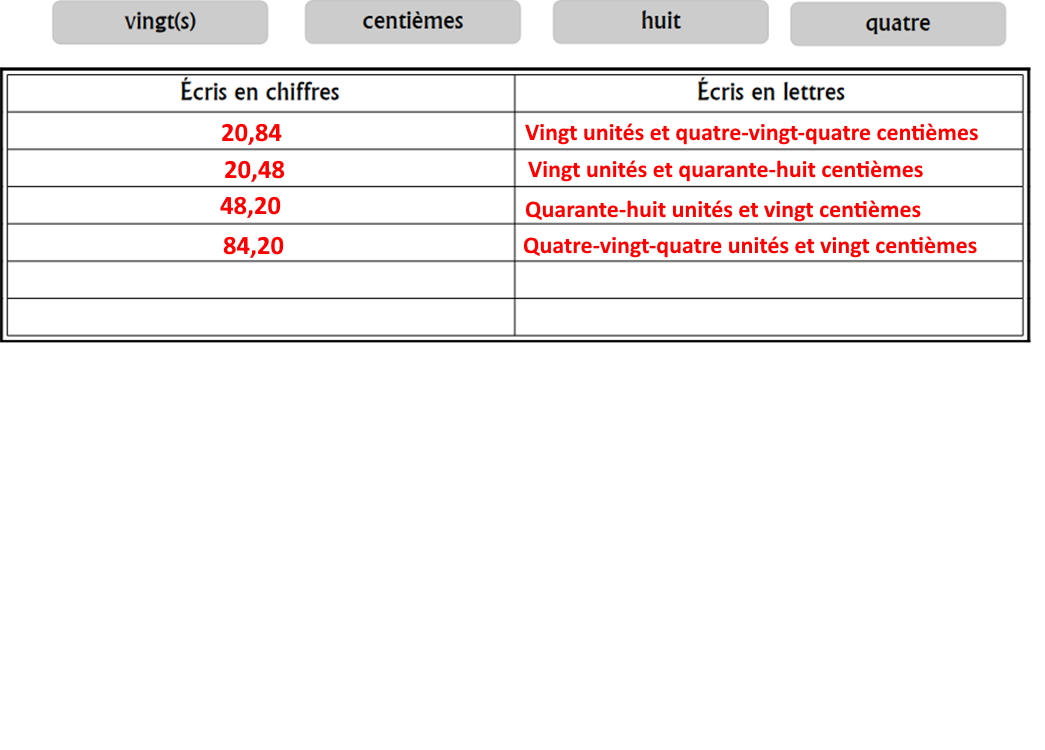 vingt(s) centièmes huit quatre
Écris en chiffres Écris en lettres
20,84 Vingt unités et quatre-vingt-quatre centièmes
20,48 Vingt unités et quarante-huit centièmes
48,20 Quarante-huit unités et vingt centièmes
84,20 Quatre-vingt-quatre unités et vingt centièmes